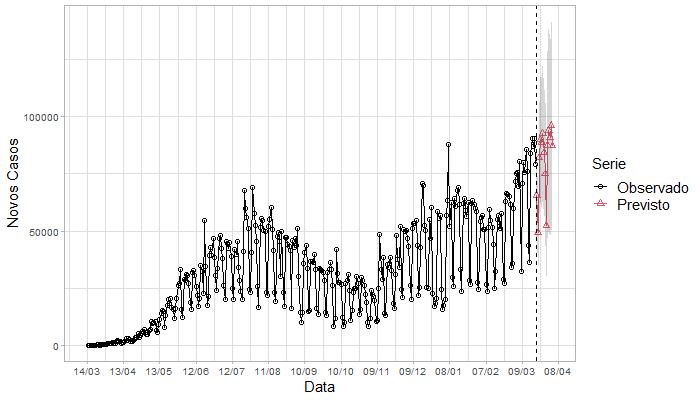 Novos Casos
100000
50000
0
14/03 13/04 13/05 12/06 12/07 11/08 10/09 10/10 09/11 09/12 08/01 07/02 09/03 08/04
Data
Serie
Observado
Previsto